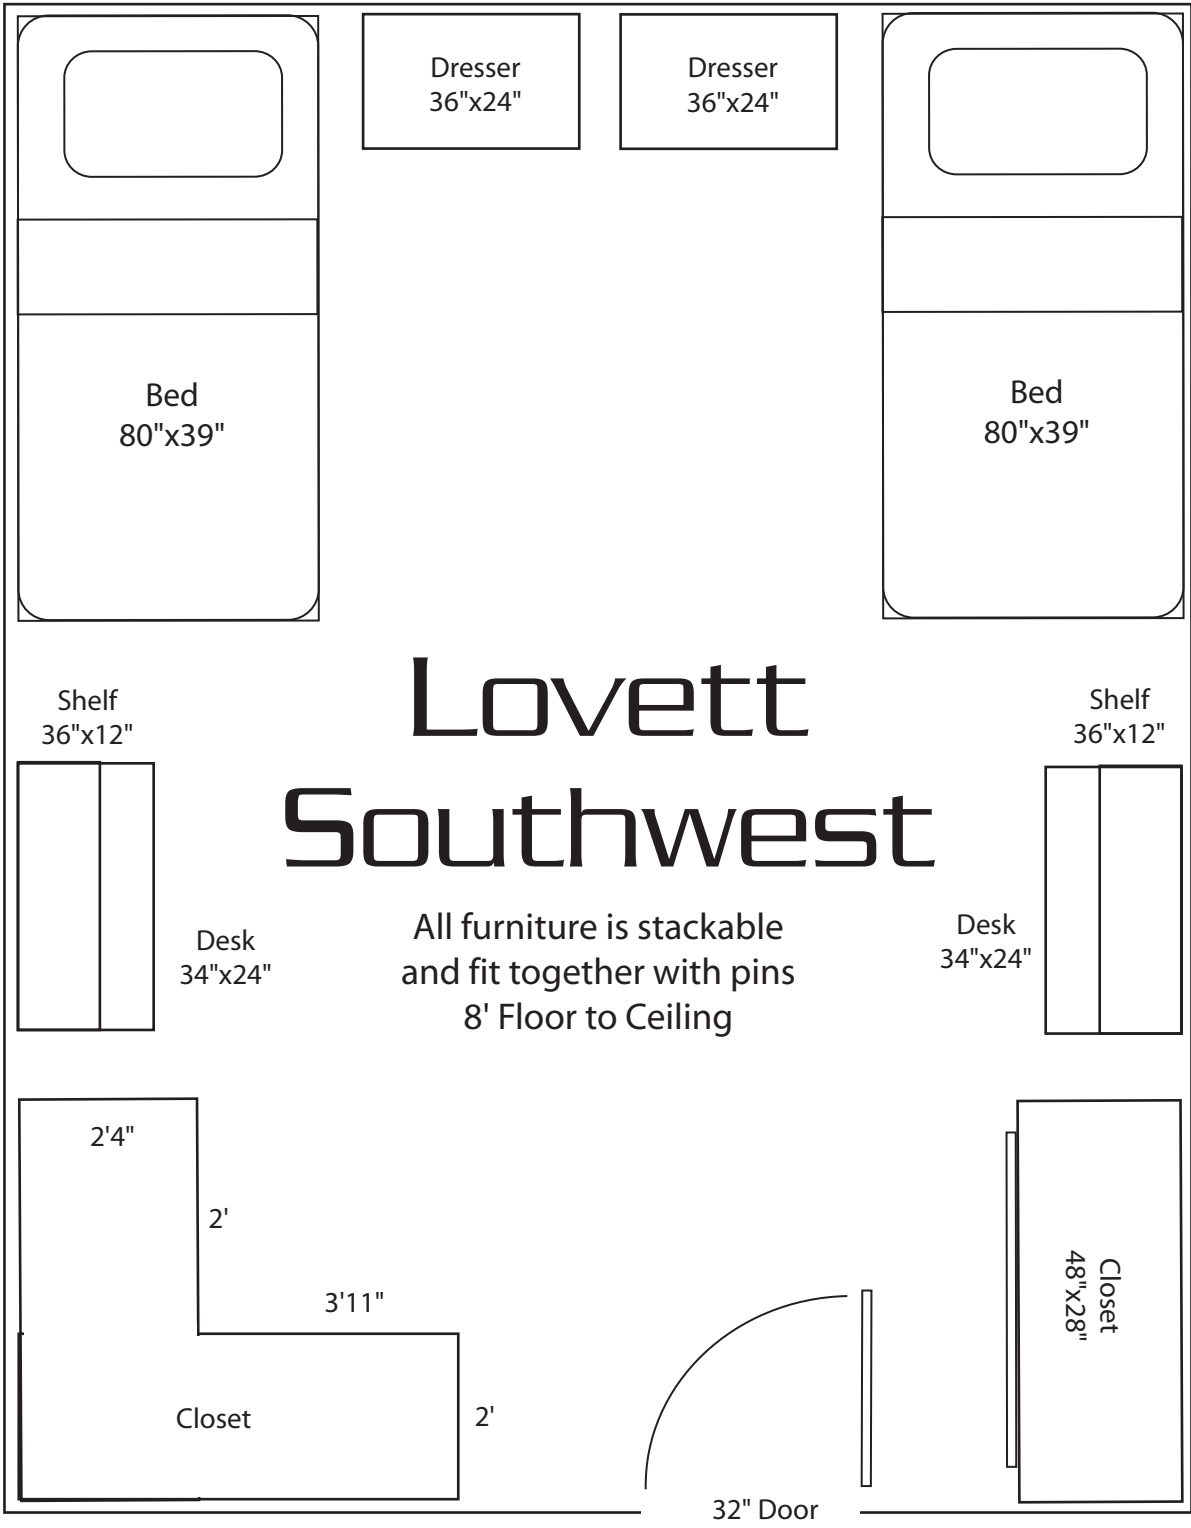 Dresser
36"x24"
Dresser
36"x24"
Bed
80"x39"
Bed
80"x39"
Lovett
Southwest
Shelf
36"x12"
Shelf
36"x12"
All furniture is stackable
and fit together with pins
8' Floor to Ceiling
Desk
34"x24"
Desk
34"x24"
2'4"
2'
3'11"
Closet
2'
Closet
48"x28"
32" Door